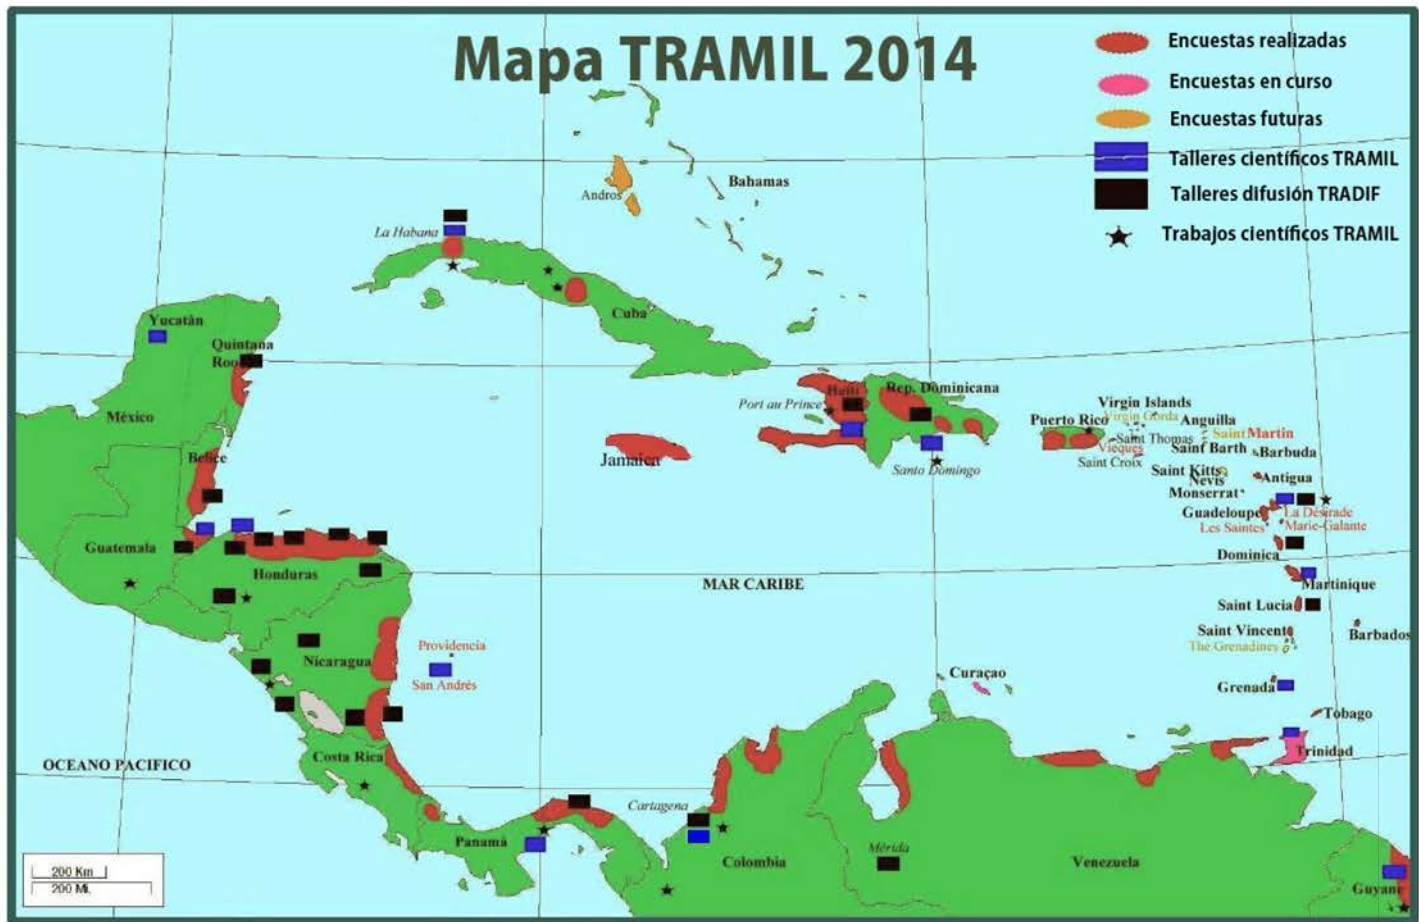 Mapa TRAMIL 2014
Encuestas realizadas
Encuestas en curso
Encuestas futuras
Talleres científicos TRAMIL
Talleres difusión TRADIF
Trabajos científicos TRAMIL
Bahamas
Andros
La Habana
Cuba
Yucatàn
Quintana
Roo
México
Belice
Guatemala
Honduras
Nicaragua
Providencia
San Andrés
Costa Rica
OCEANO PACIFICO
Panamà
MAR CARIBE
Jamaica
Haïti
Port au Prince
Rep. Dominicana
Santo Domingo
Puerto Rico
Virgin Islands
Virgin Gorda
Anguilla
Saint Thomas
Saint Martin
Vieques
Saint Barth
Saint Croix
Barbuda
Saint Kitts
Nevis
Antigua
Monserrat
Guadeloupe
La Désirade
Les Saintes
Marie-Galante
Dominica
Martinique
Saint Lucia
Saint Vincent
Barbados
The Grenadines
Curaçao
Grenada
Tobago
Trinidad
Cartagena
Colombia
Mérida
Venezuela
Guyane
200 Km
200 Mi.